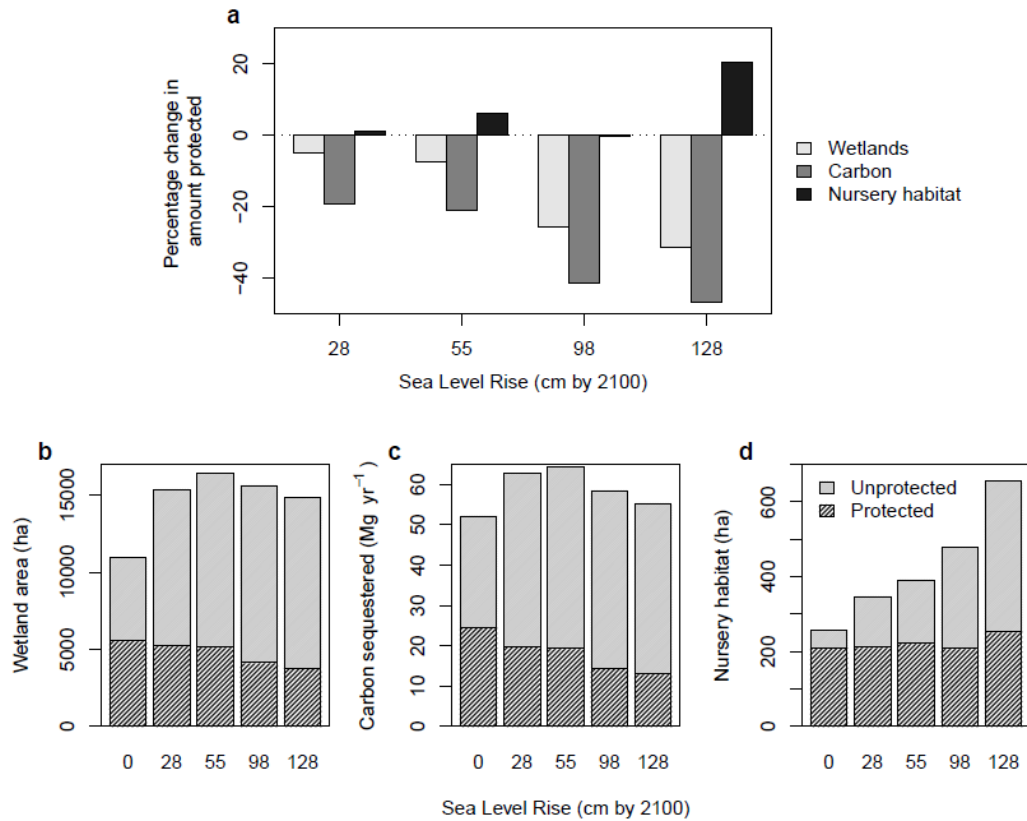 a
Percentage change in
amount protected
20
0
−20
−40
28 55 98 128
Sea Level Rise (cm by 2100)
Wetlands
Carbon
Nursery habitat
b
Wetland area (ha)
15000
10000
5000
0
0 28 55 98 128
c
Carbon sequestered (Mg yr⁻¹ )
60
50
40
30
20
10
0
0 28 55 98 128
d
Nursery habitat (ha)
600
400
200
0
Unprotected
Protected
0 28 55 98 128
Sea Level Rise (cm by 2100)